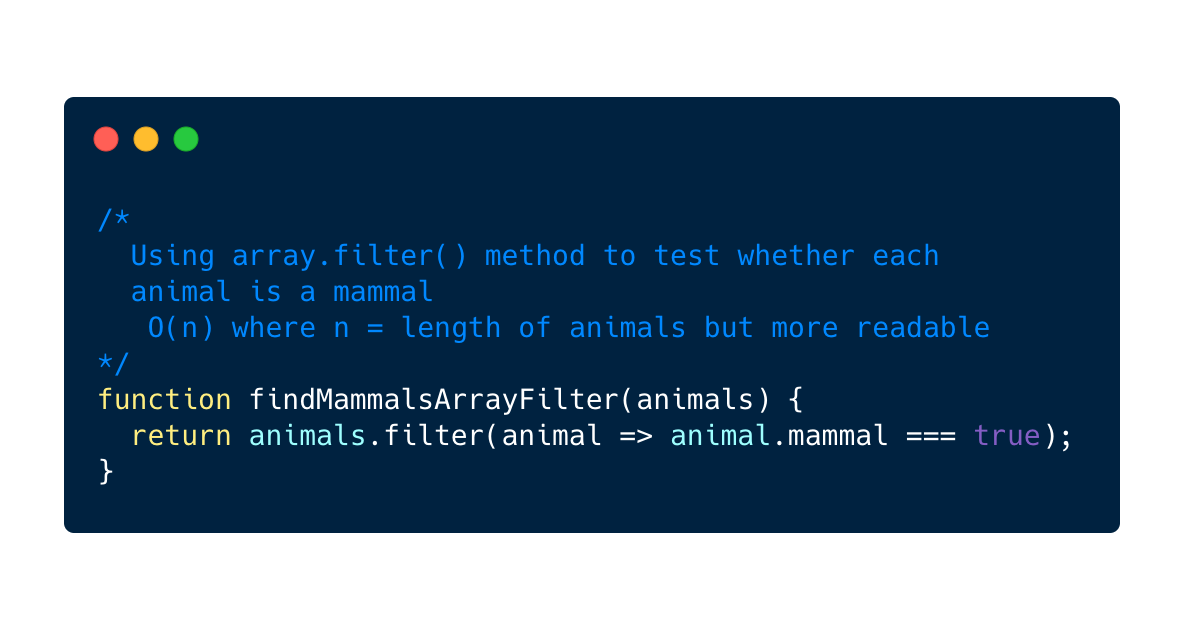 /*
  Using array.filter() method to test whether each
  animal is a mammal
   O(n) where n = length of animals but more readable
*/
function findMammalsArrayFilter(animals) {
  return animals.filter(animal => animal.mammal === true);
}